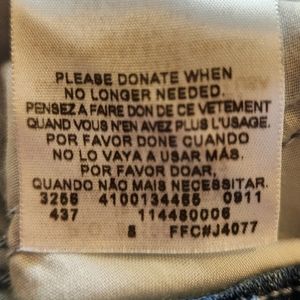 PLEASE DONATE WHEN
NO LONGER NEEDED.
PENSEZ A FAIRE DON DE CE VETEMENT
QUAND VOUS N'EN AVEZ PLUS L'USAGE.
POR FAVOR DONE CUANDO
NO LO VAYA A USAR MÁS.
POR FAVOR DOAR,
QUANDO NÃO MAIS NECESSITAR.
3256 4100134455 0911
437 114480006
8 FFC#J4077